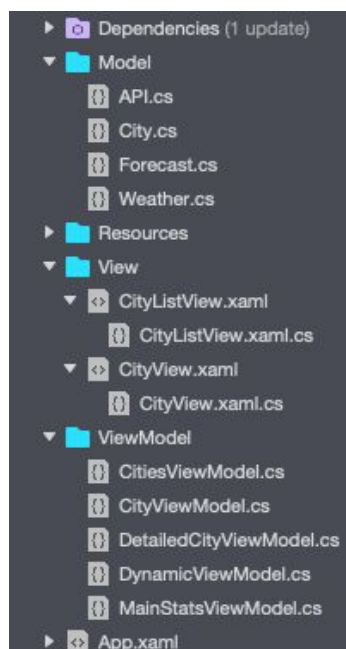 Dependencies (1 update)
Model
API.cs
City.cs
Forecast.cs
Weather.cs
Resources
View
CityListView.xaml
CityListView.xaml.cs
CityView.xaml
CityView.xaml.cs
ViewModel
CitiesViewModel.cs
CityViewModel.cs
DetailedCityViewModel.cs
DynamicViewModel.cs
MainStatsViewModel.cs
App.xaml